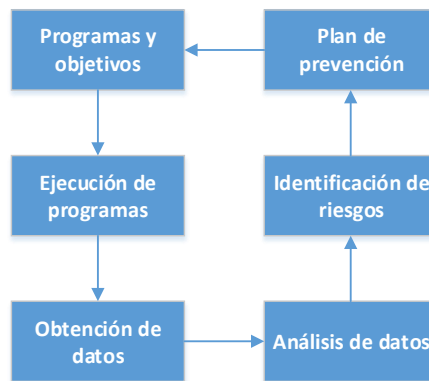 Programas y
objetivos
Plan de
prevención
Ejecución de
programas
Identificación de
riesgos
Obtención de
datos
Análisis de datos